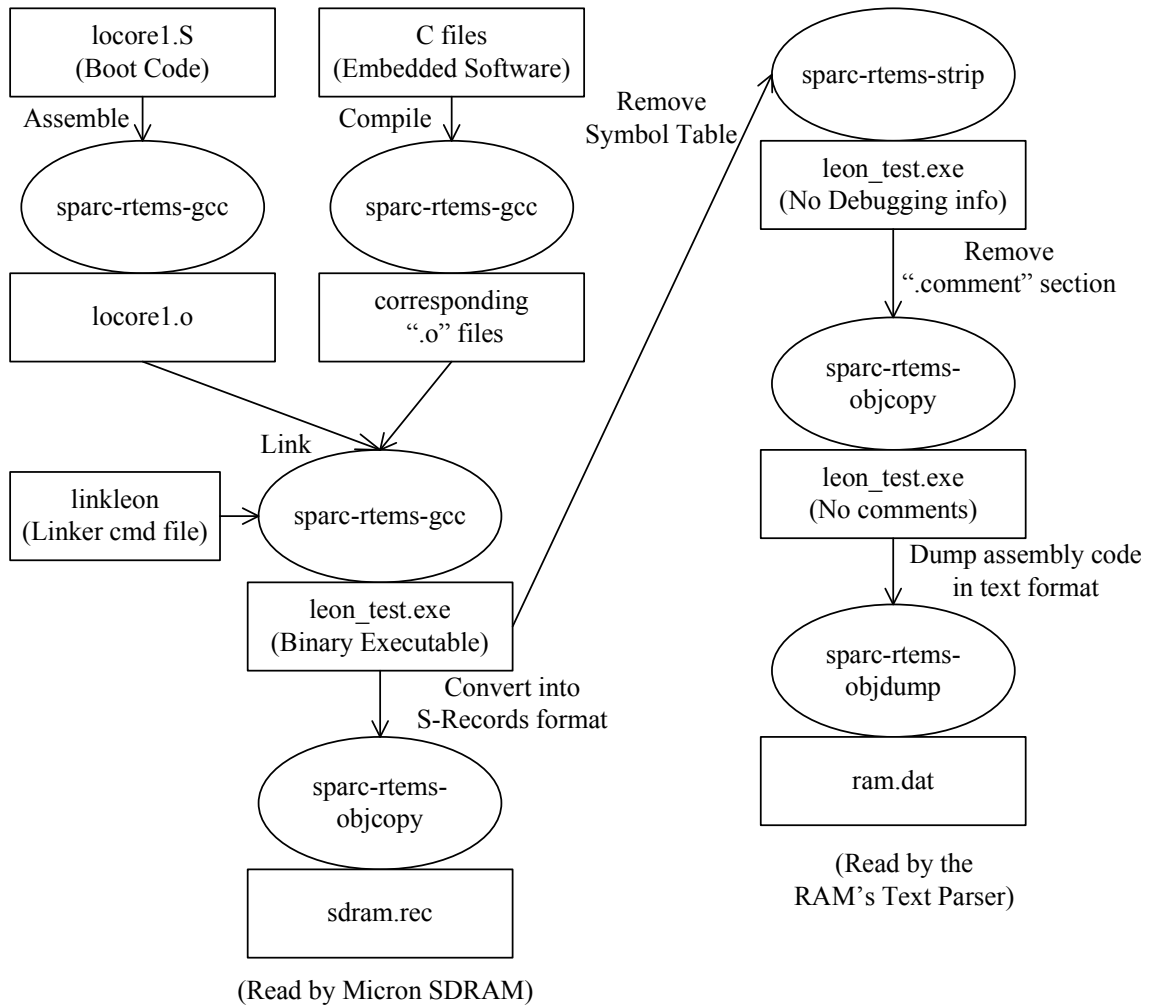 locore1.S
(Boot Code)
Assemble
sparc-rtems-gcc
locore1.o
C files
(Embedded Software)
Compile
sparc-rtems-gcc
corresponding
“.o” files
Link
linkleon
(Linker cmd file)
sparc-rtems-gcc
leon_test.exe
(Binary Executable)
Convert into
S-Records format
sparc-rtems-
objcopy
sdram.rec
(Read by Micron SDRAM)
Remove
Symbol Table
sparc-rtems-strip
leon_test.exe
(No Debugging info)
Remove
“.comment” section
sparc-rtems-
objcopy
leon_test.exe
(No comments)
Dump assembly code
in text format
sparc-rtems-
objdump
ram.dat
(Read by the
RAM’s Text Parser)